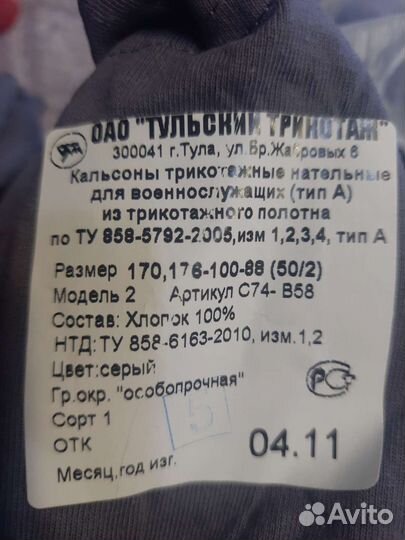 ОАО "ТУЛЬСКИЙ ТРИКОТАЖ"
300041 г.Тула, ул.Бр.Жабровых 6
Кальсоны трикотажные нательные
для военнослужащих (тип А)
из трикотажного полотна
по ТУ 858-5792-2005,изм 1,2,3,4, тип А
Размер 170,176-100-88 (50/2)
Модель 2 Артикул С74- В58
Состав: Хлопок 100%
НТД: ТУ 858-6163-2010, изм.1,2
Цвет:серый
Гр.окр. "особопрочная"
РСТ
Сорт 1
5
ОТК
04.11
Месяц,год изг.
Avito